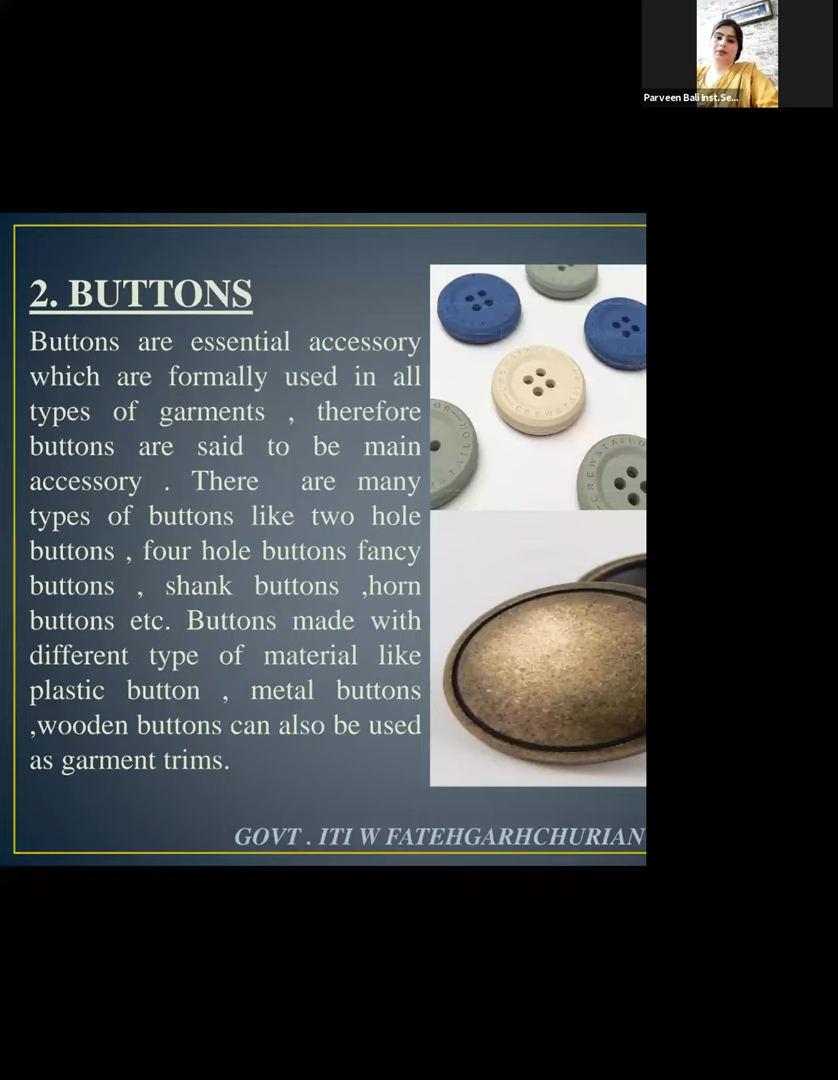 Parveen Bali Inst.Se...
2. BUTTONS
Buttons are essential accessory
which are formally used in all
types of garments , therefore
buttons are said to be main
accessory . There are many
types of buttons like two hole
buttons , four hole buttons fancy
buttons , shank buttons ,horn
buttons etc. Buttons made with
different type of material like
plastic button , metal buttons
,wooden buttons can also be used
as garment trims.
GOVT . ITI W FATEHGARHCHURIAN